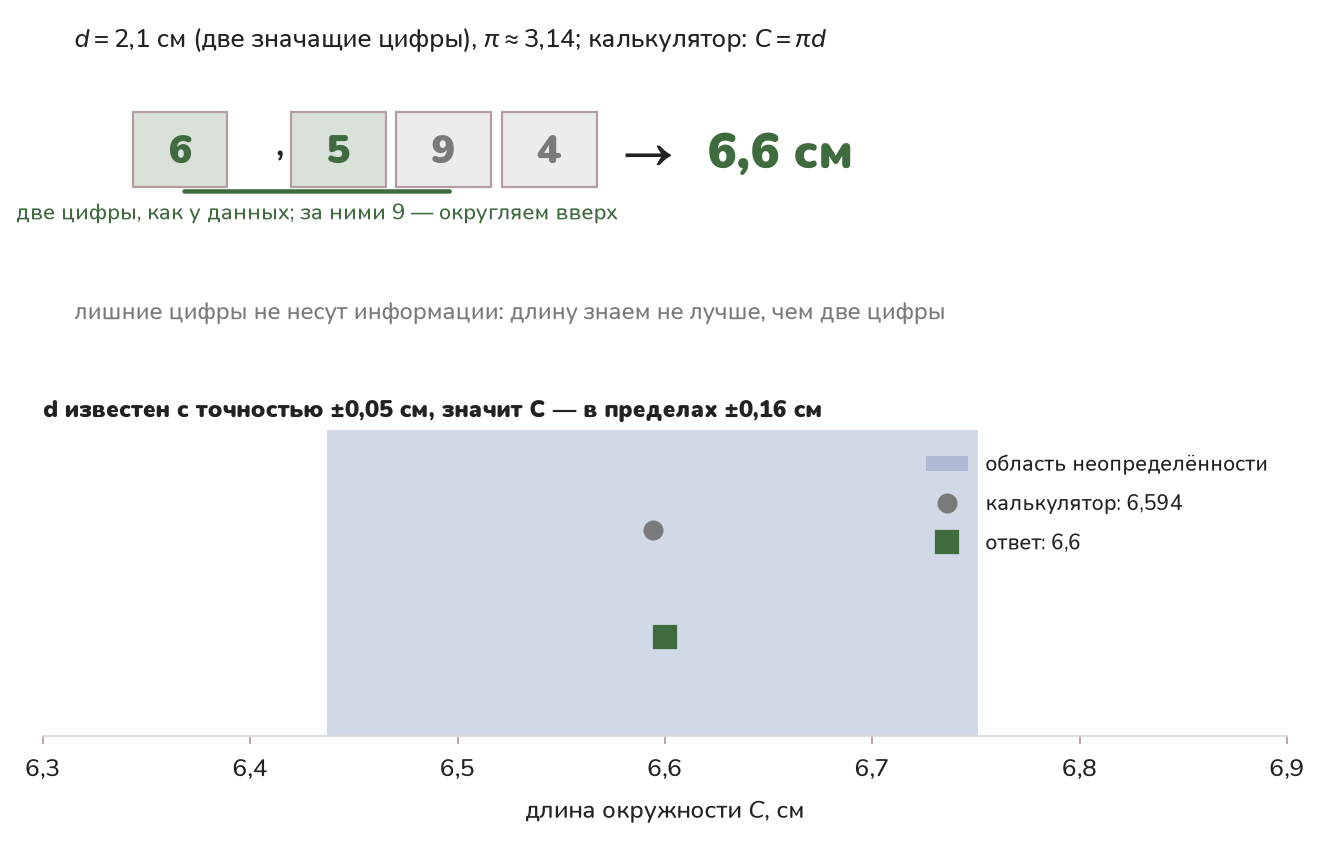 d = 2,1 см (две значащие цифры), π ≈ 3,14; калькулятор: C = πd
6 , 5 9 4 → 6,6 см
две цифры, как у данных; за ними 9 — округляем вверх
лишние цифры не несут информации: длину знаем не лучше, чем две цифры
d известен с точностью ±0,05 см, значит C — в пределах ±0,16 см
область неопределённости
калькулятор: 6,594
ответ: 6,6
6,3 6,4 6,5 6,6 6,7 6,8 6,9
длина окружности C, см